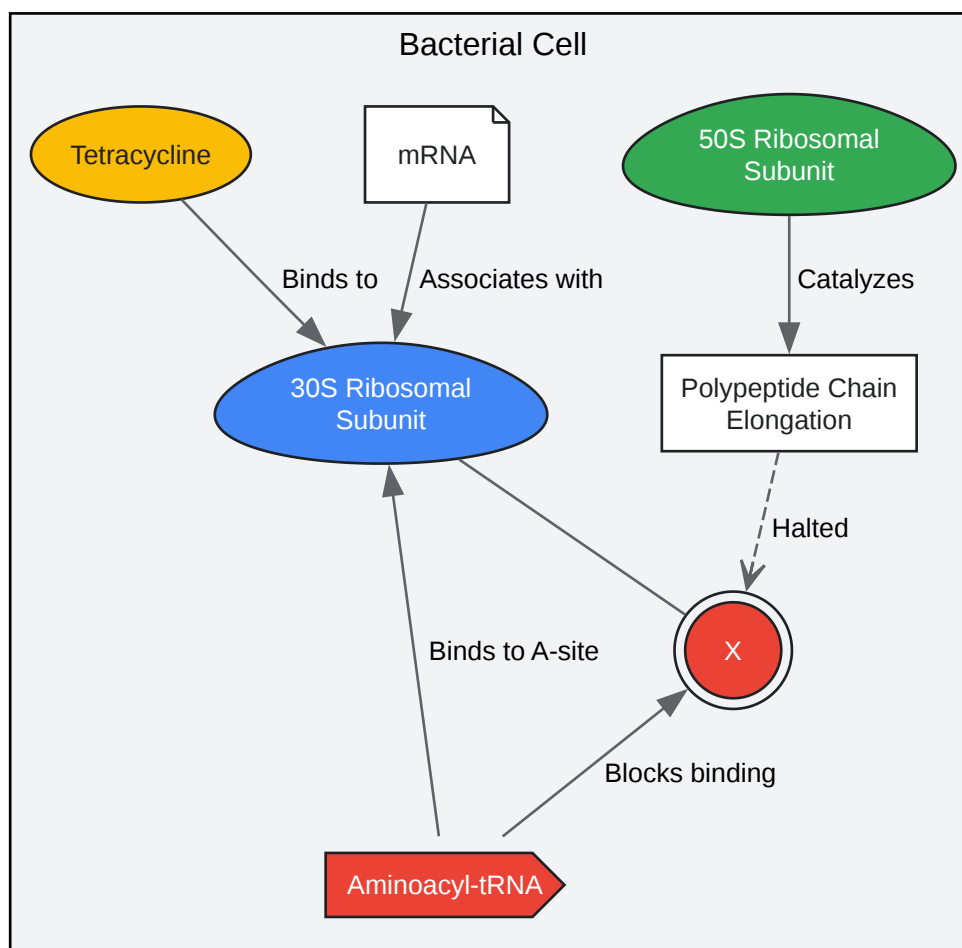 Bacterial Cell
Tetracycline
mRNA
50S Ribosomal
Subunit
Binds to
Associates with
Catalyzes
30S Ribosomal
Subunit
Polypeptide Chain
Elongation
Halted
Binds to A-site
X
Blocks binding
Aminoacyl-tRNA